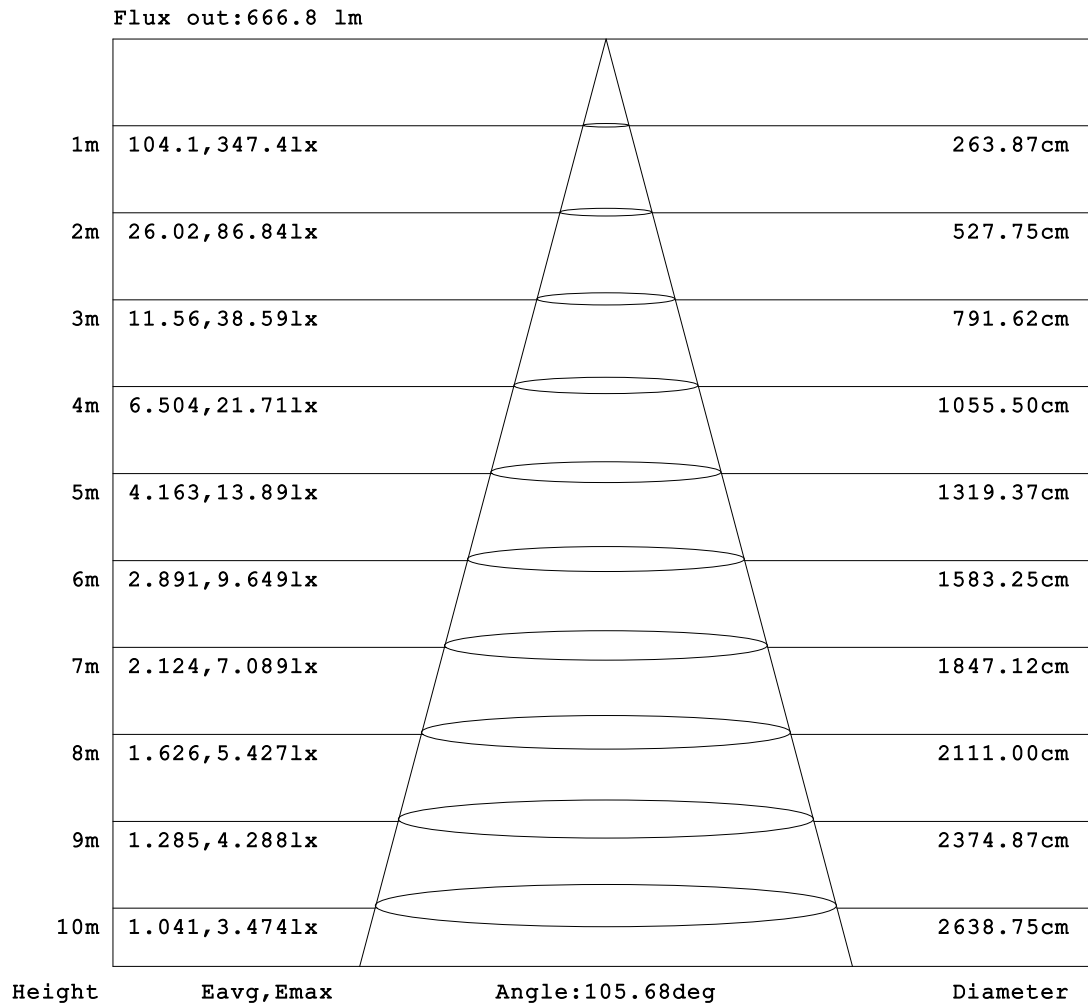 Flux out:666.8 lm
1m 104.1,347.4lx 263.87cm
2m 26.02,86.84lx 527.75cm
3m 11.56,38.59lx 791.62cm
4m 6.504,21.71lx 1055.50cm
5m 4.163,13.89lx 1319.37cm
6m 2.891,9.649lx 1583.25cm
7m 2.124,7.089lx 1847.12cm
8m 1.626,5.427lx 2111.00cm
9m 1.285,4.288lx 2374.87cm
10m 1.041,3.474lx 2638.75cm
Height Eavg,Emax Angle:105.68deg Diameter